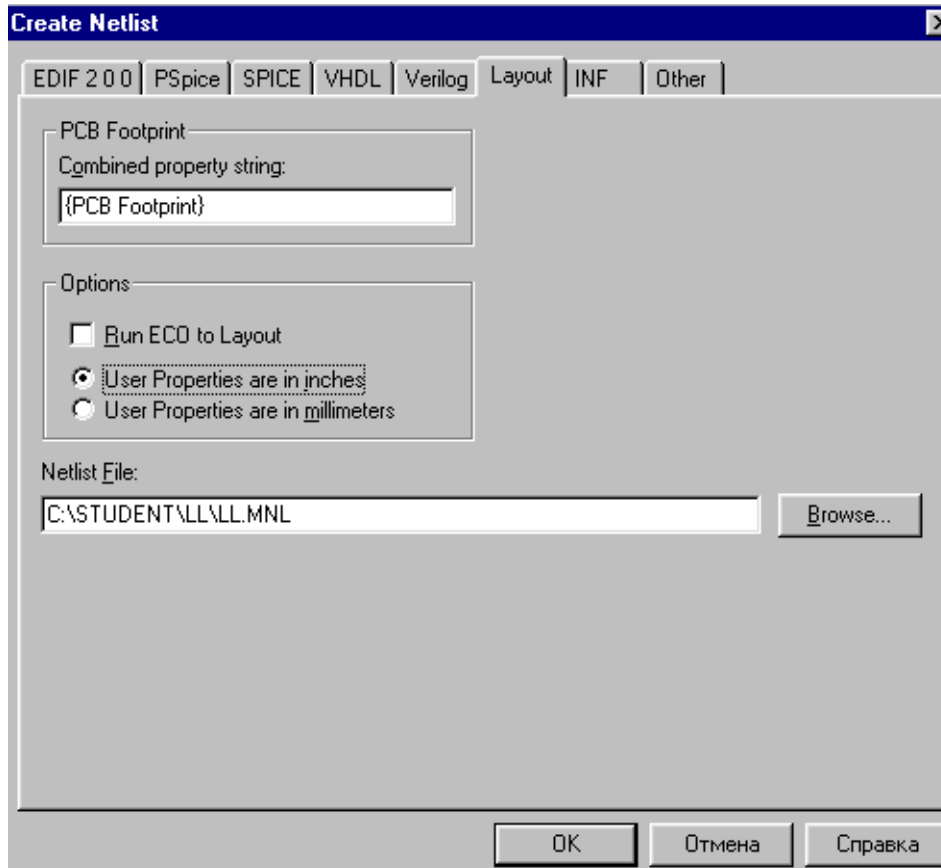 Create Netlist
EDIF 2 0 0 PSpice SPICE VHDL Verilog Layout INF Other
PCB Footprint
Combined property string:
{PCB Footprint}
Options
Run ECO to Layout
User Properties are in inches
User Properties are in millimeters
Netlist File:
C:\STUDENT\LL\LL.MNL
Browse...
OK Отмена Справка